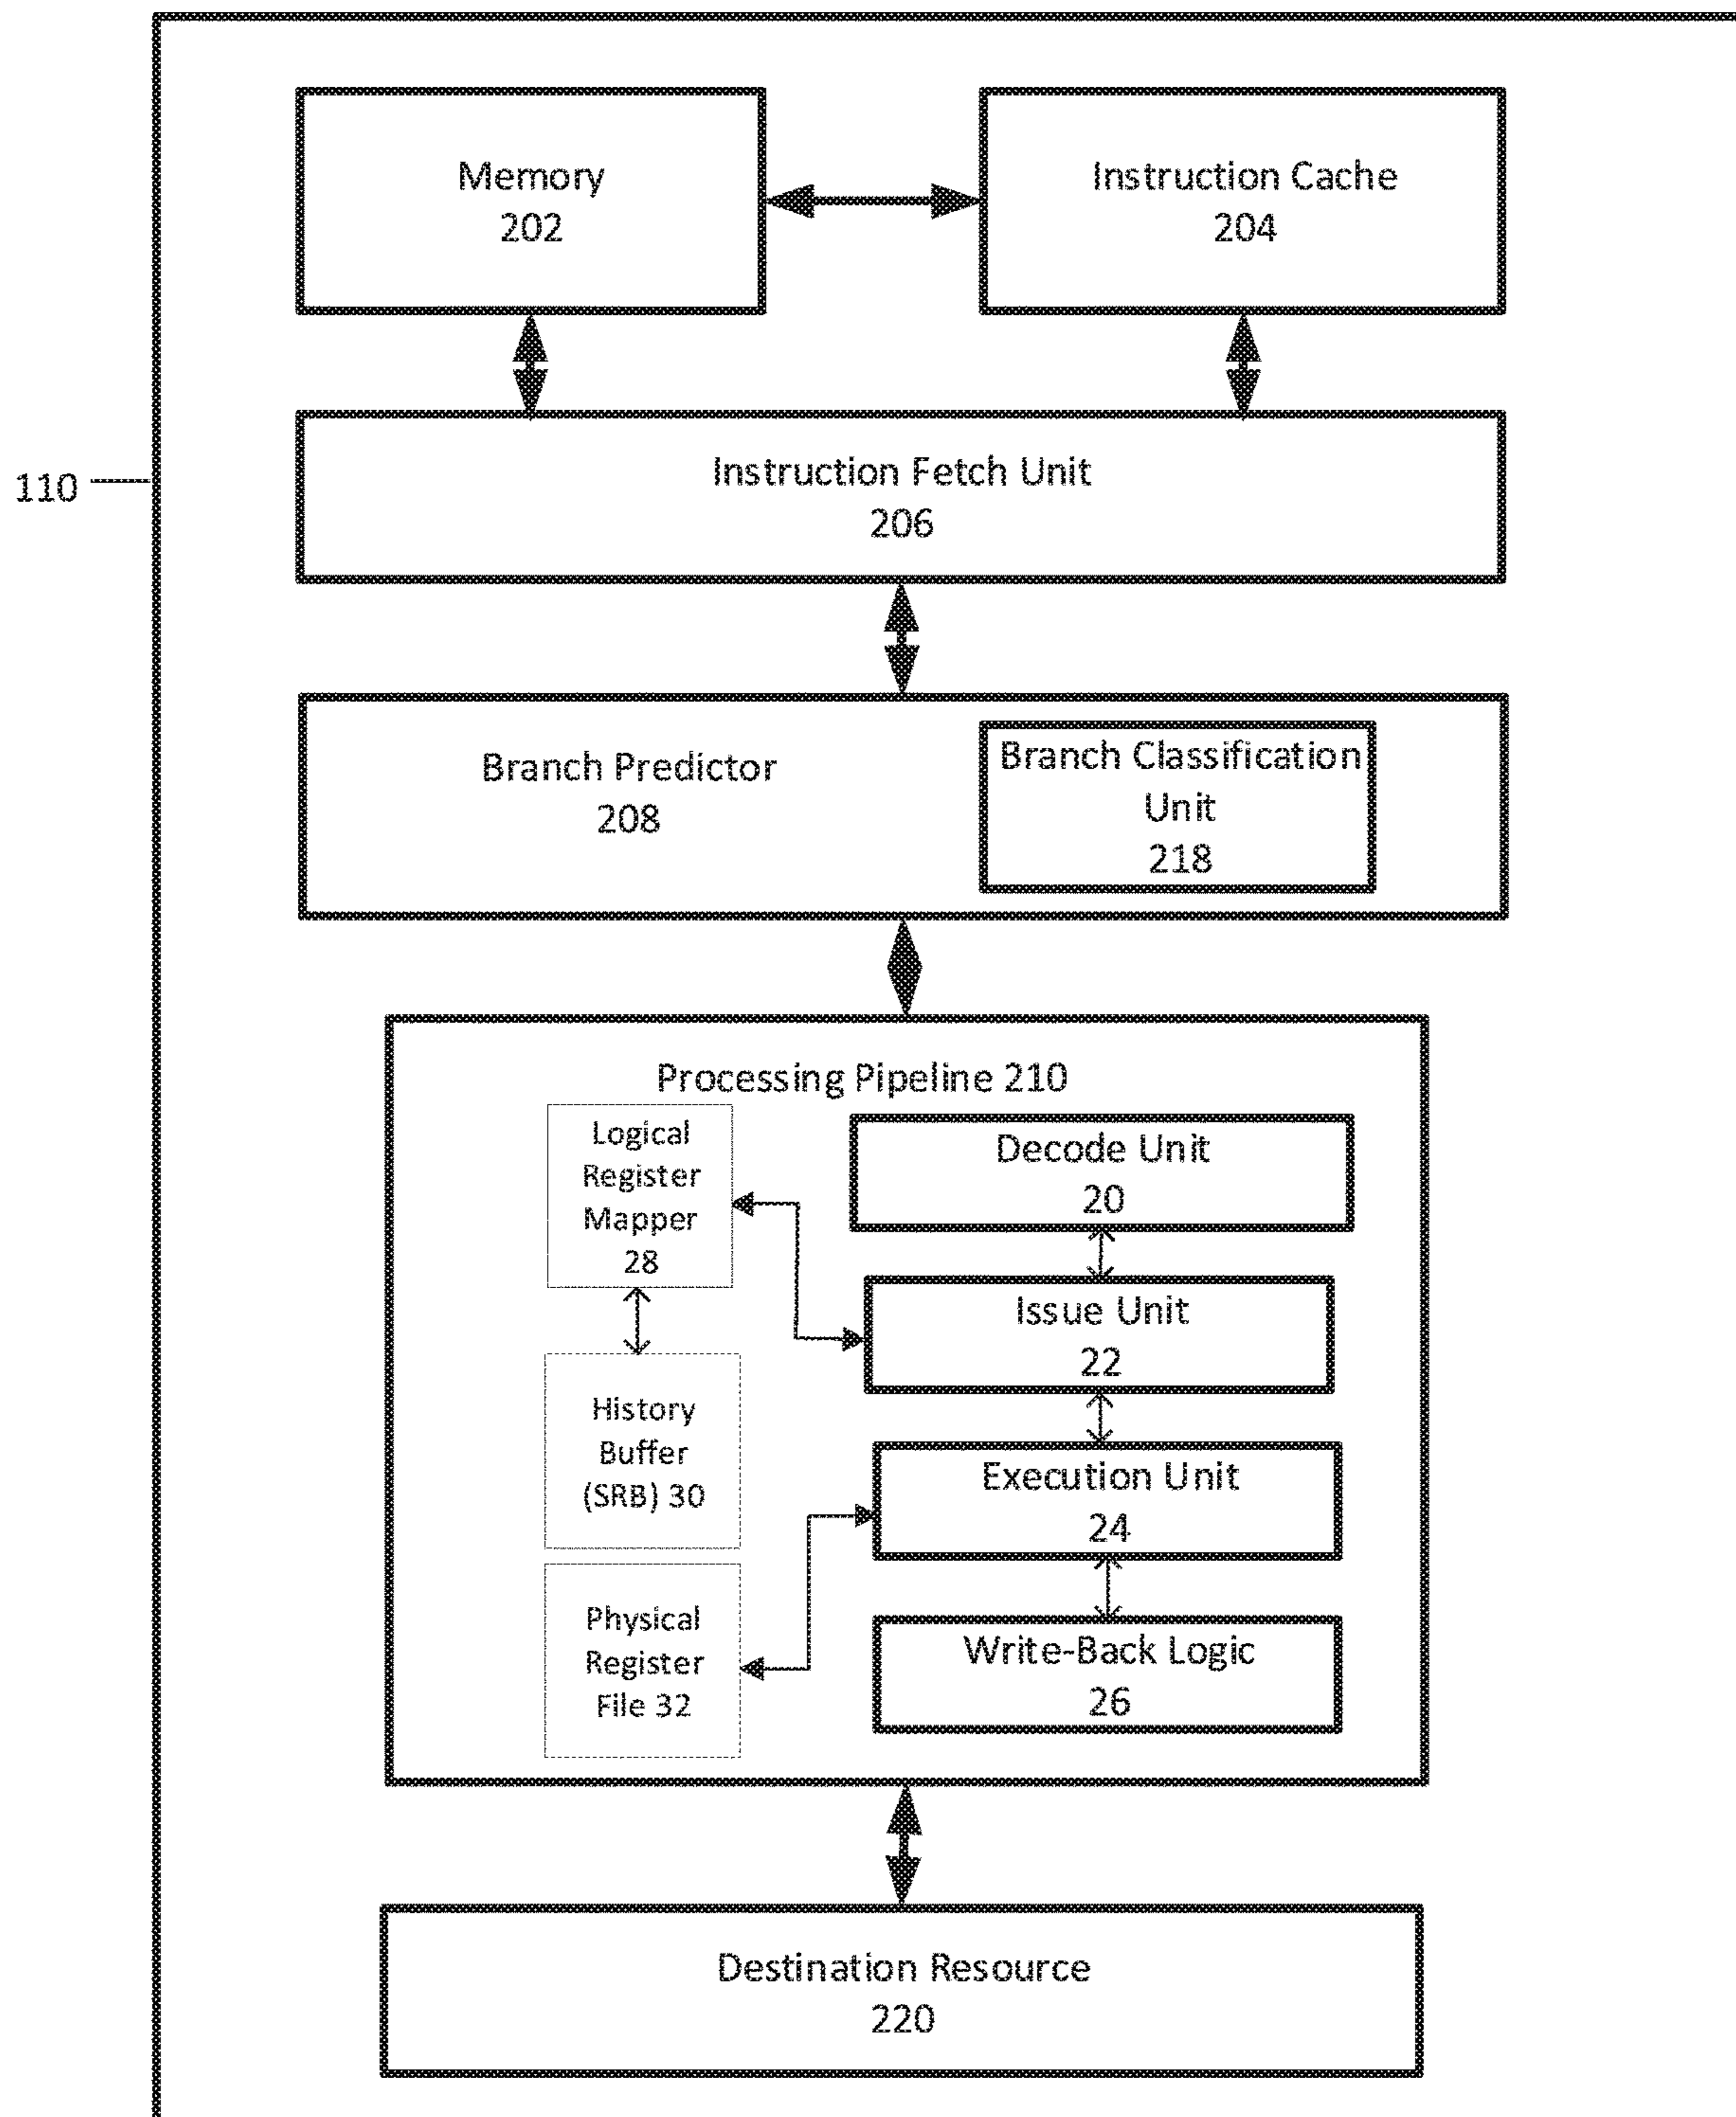 Memory
202
Instruction Cache
204
110
Instruction Fetch Unit
206
Branch Predictor
208
Branch Classification
Unit
218
Processing Pipeline 210
Logical
Register
Mapper
28
Decode Unit
20
Issue Unit
22
History
Buffer
(SRB) 30
Execution Unit
24
Physical
Register
File 32
Write-Back Logic
26
Destination Resource
220